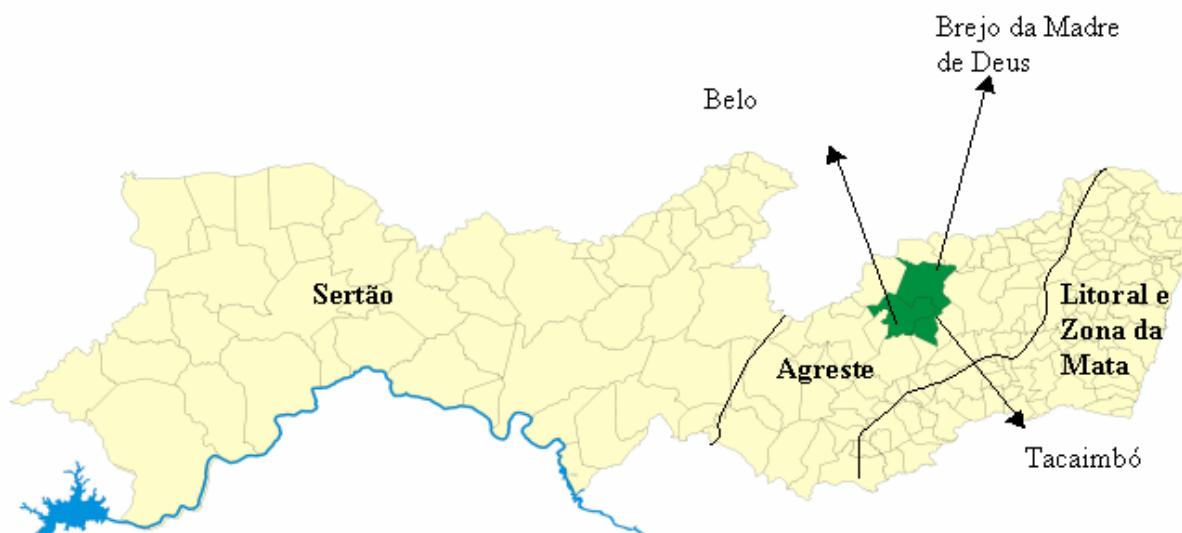 Brejo da Madre
de Deus
Belo
Sertão
Litoral e
Zona da
Mata
Agreste
Tacaimbó